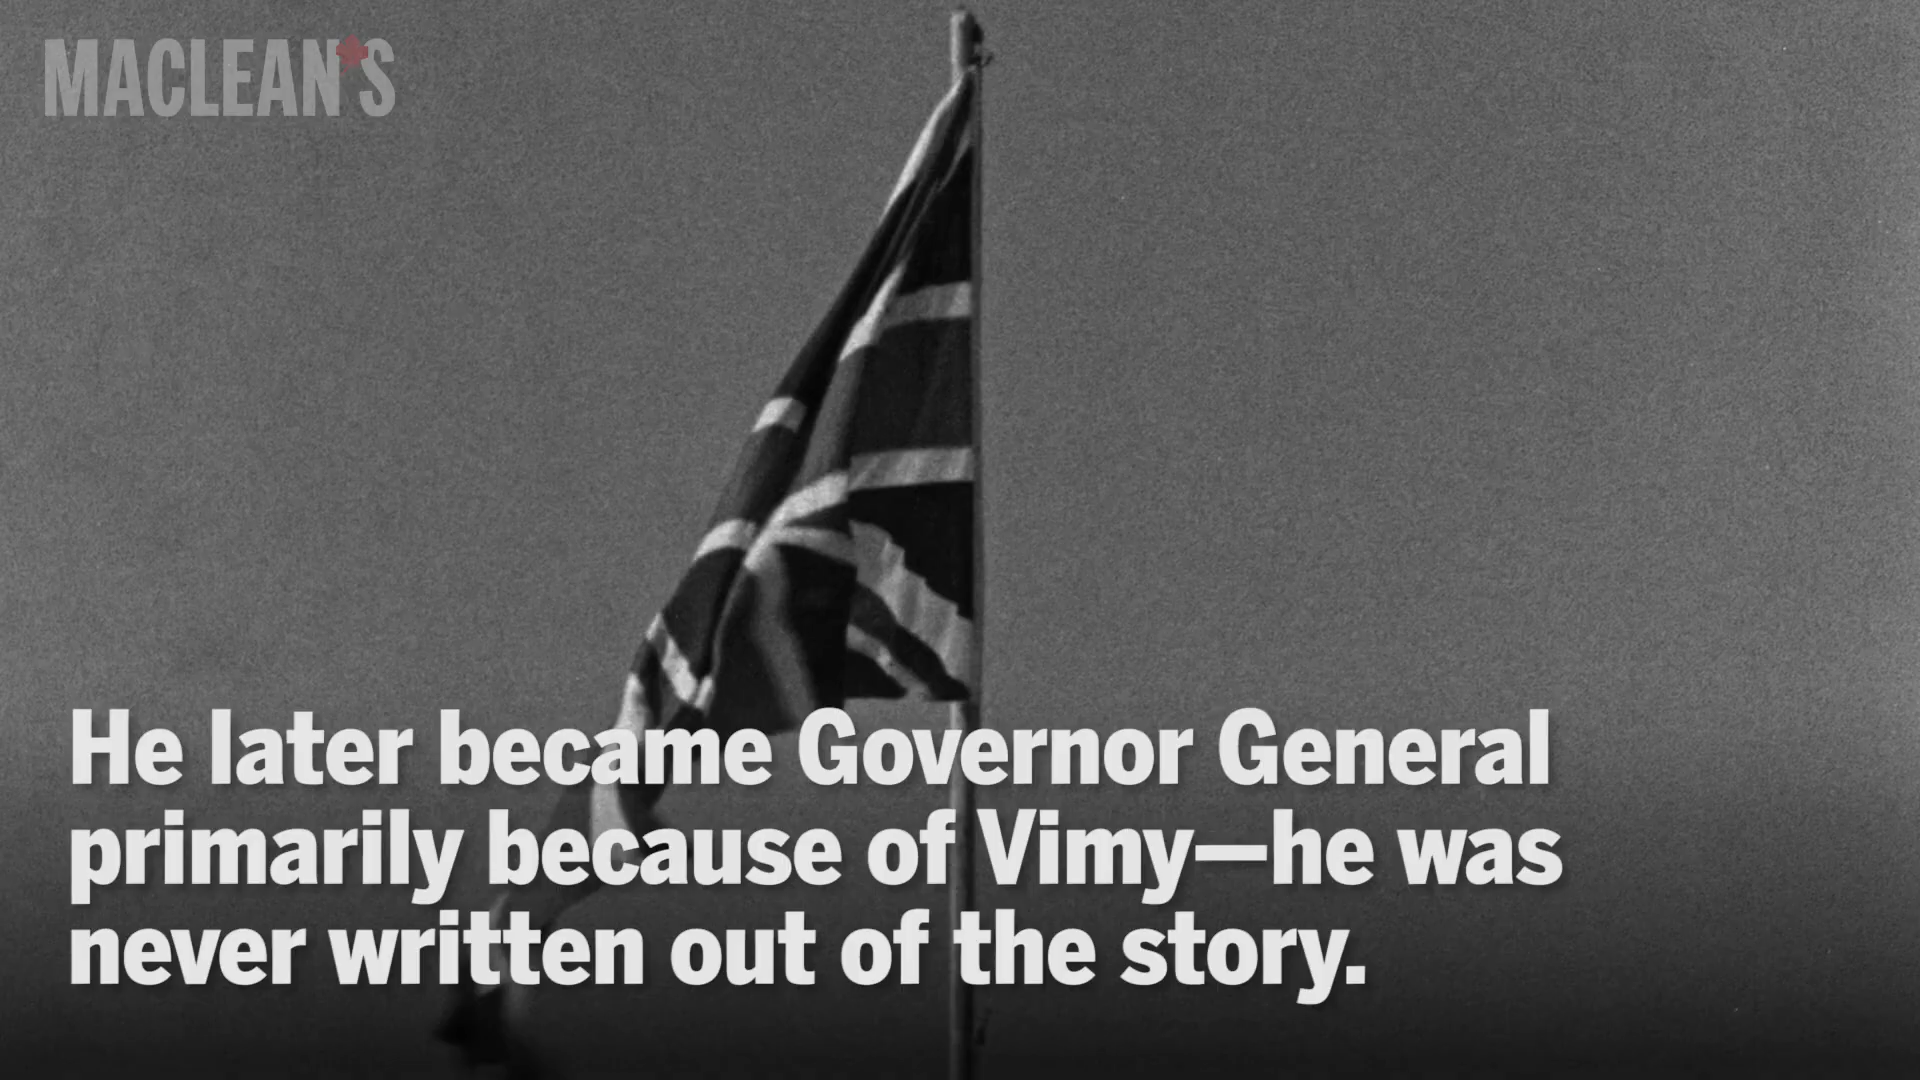 MACLEAN'S
He later became Governor General
primarily because of Vimy—he was
never written out of the story.